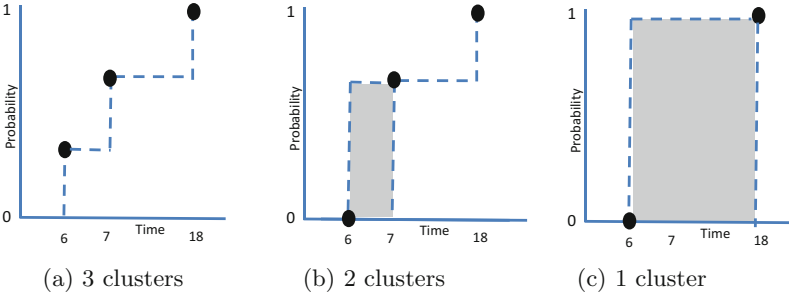 1
Probability
0
6
7
Time
18
(a) 3 clusters
1
Probability
0
6
7
Time
18
(b) 2 clusters
1
Probability
0
6
7
Time
18
(c) 1 cluster